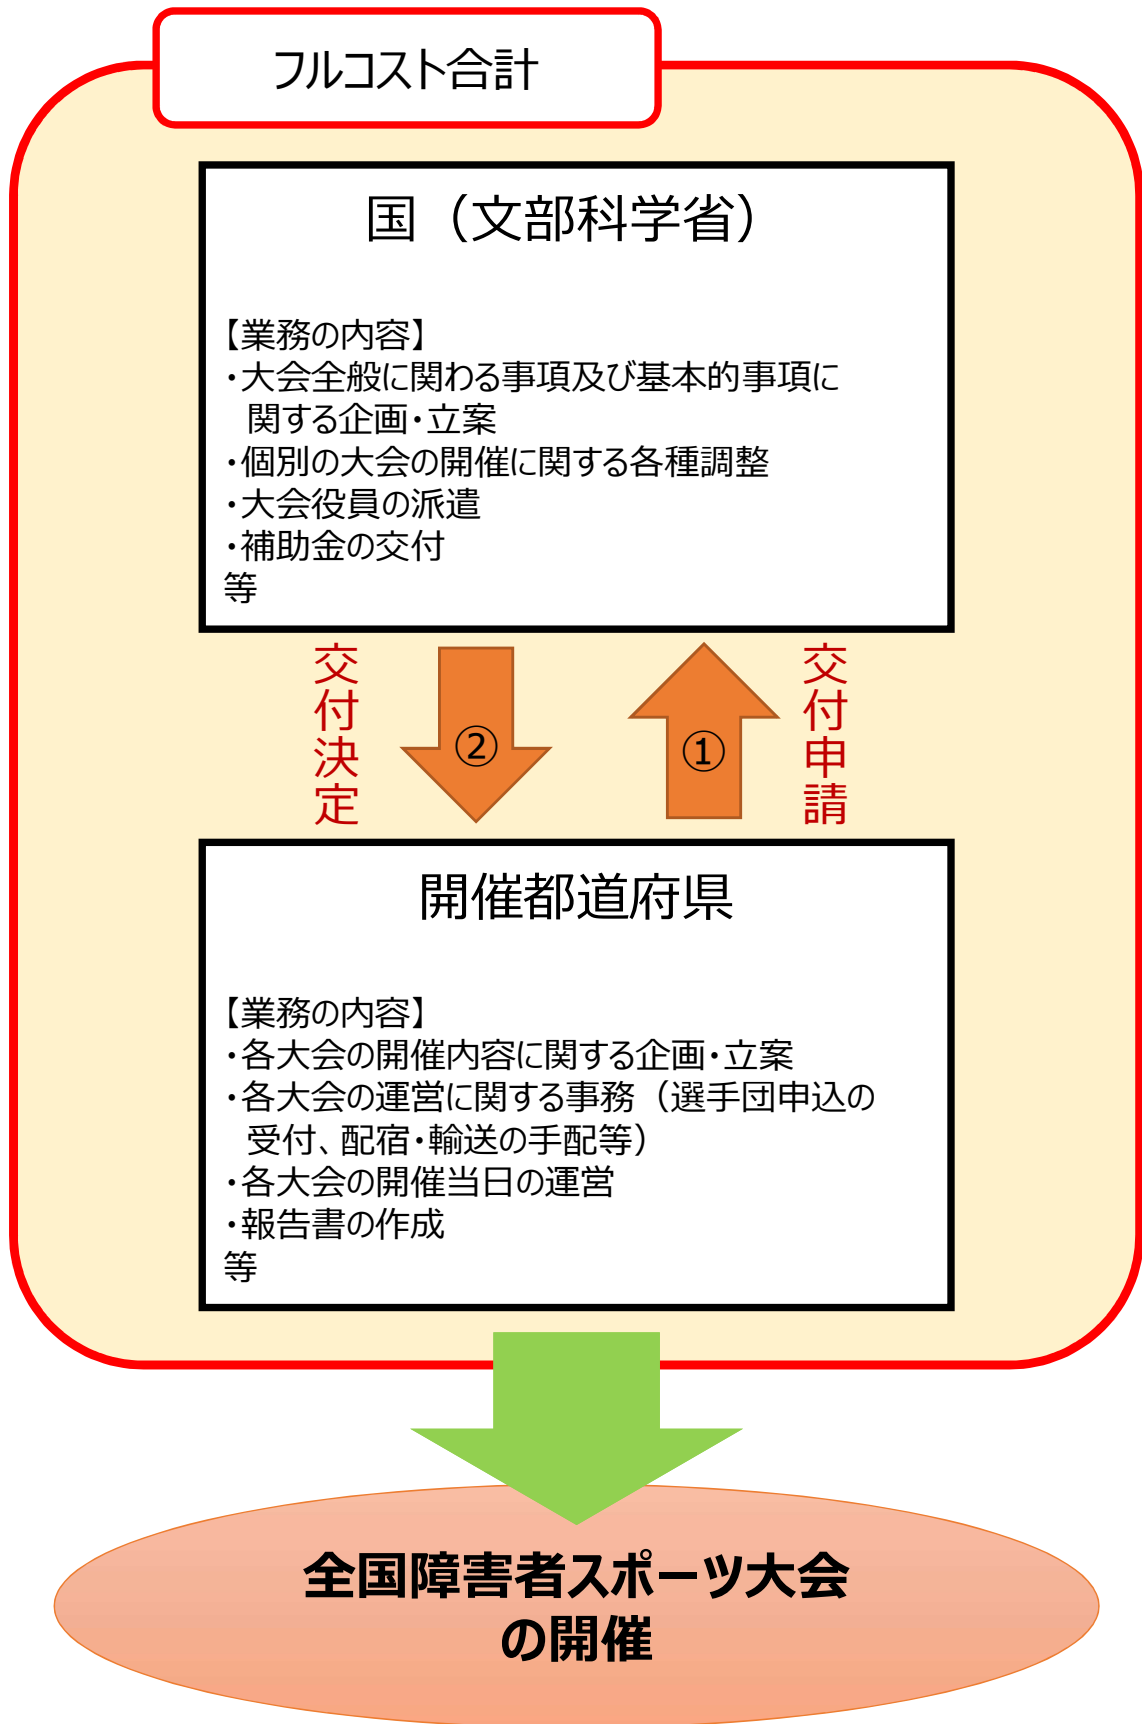 フルコスト合計
国（文部科学省）
【業務の内容】
・大会全般に関わる事項及び基本的事項に
関する企画・立案
・個別の大会の開催に関する各種調整
・大会役員の派遣
・補助金の交付
等
交付決定
②
①
交付申請
開催都道府県
【業務の内容】
・各大会の開催内容に関する企画・立案
・各大会の運営に関する事務（選手団申込の
受付、配宿・輸送の手配等）
・各大会の開催当日の運営
・報告書の作成
等
全国障害者スポーツ大会
の開催